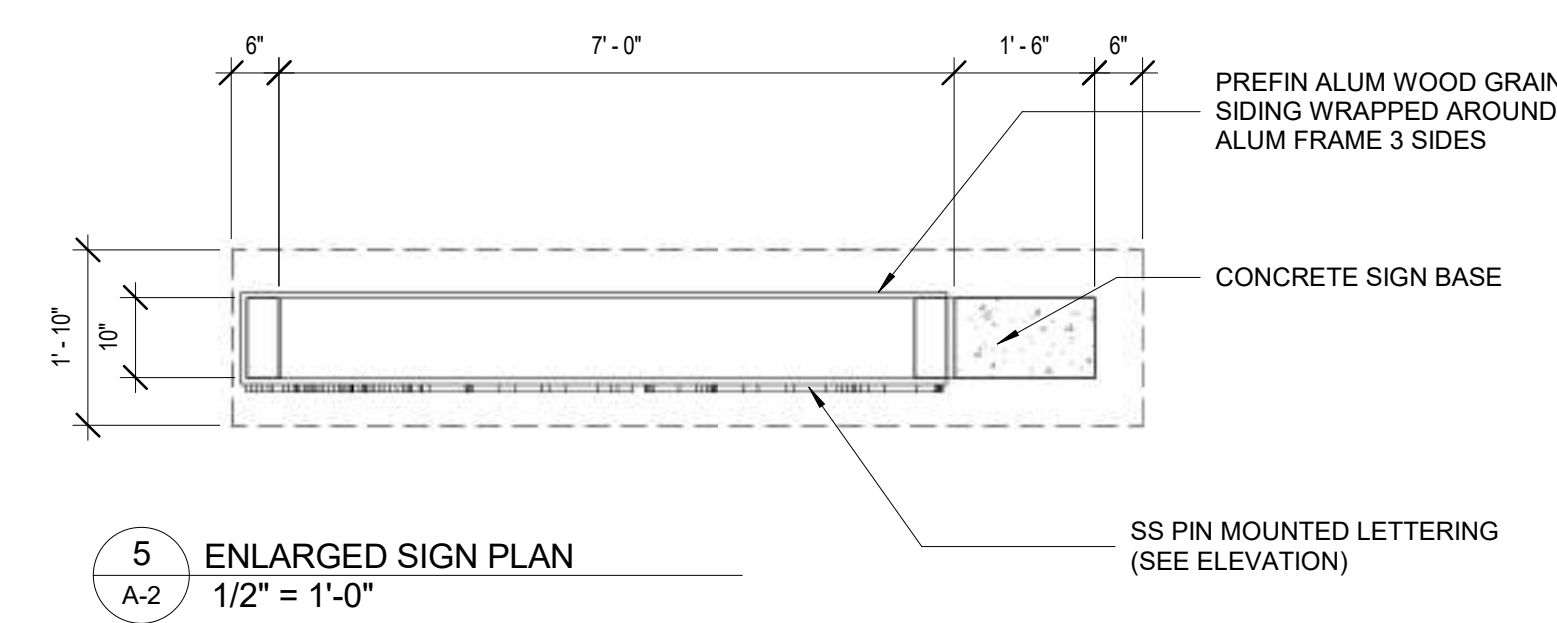 6"
7' - 0"
1' - 6"
6"
PREFIN ALUM WOOD GRAIN
SIDING WRAPPED AROUND
ALUM FRAME 3 SIDES
CONCRETE SIGN BASE
1' - 10"
10"
SS PIN MOUNTED LETTERING
(SEE ELEVATION)
5
ENLARGED SIGN PLAN
A-2
1/2" = 1'-0"